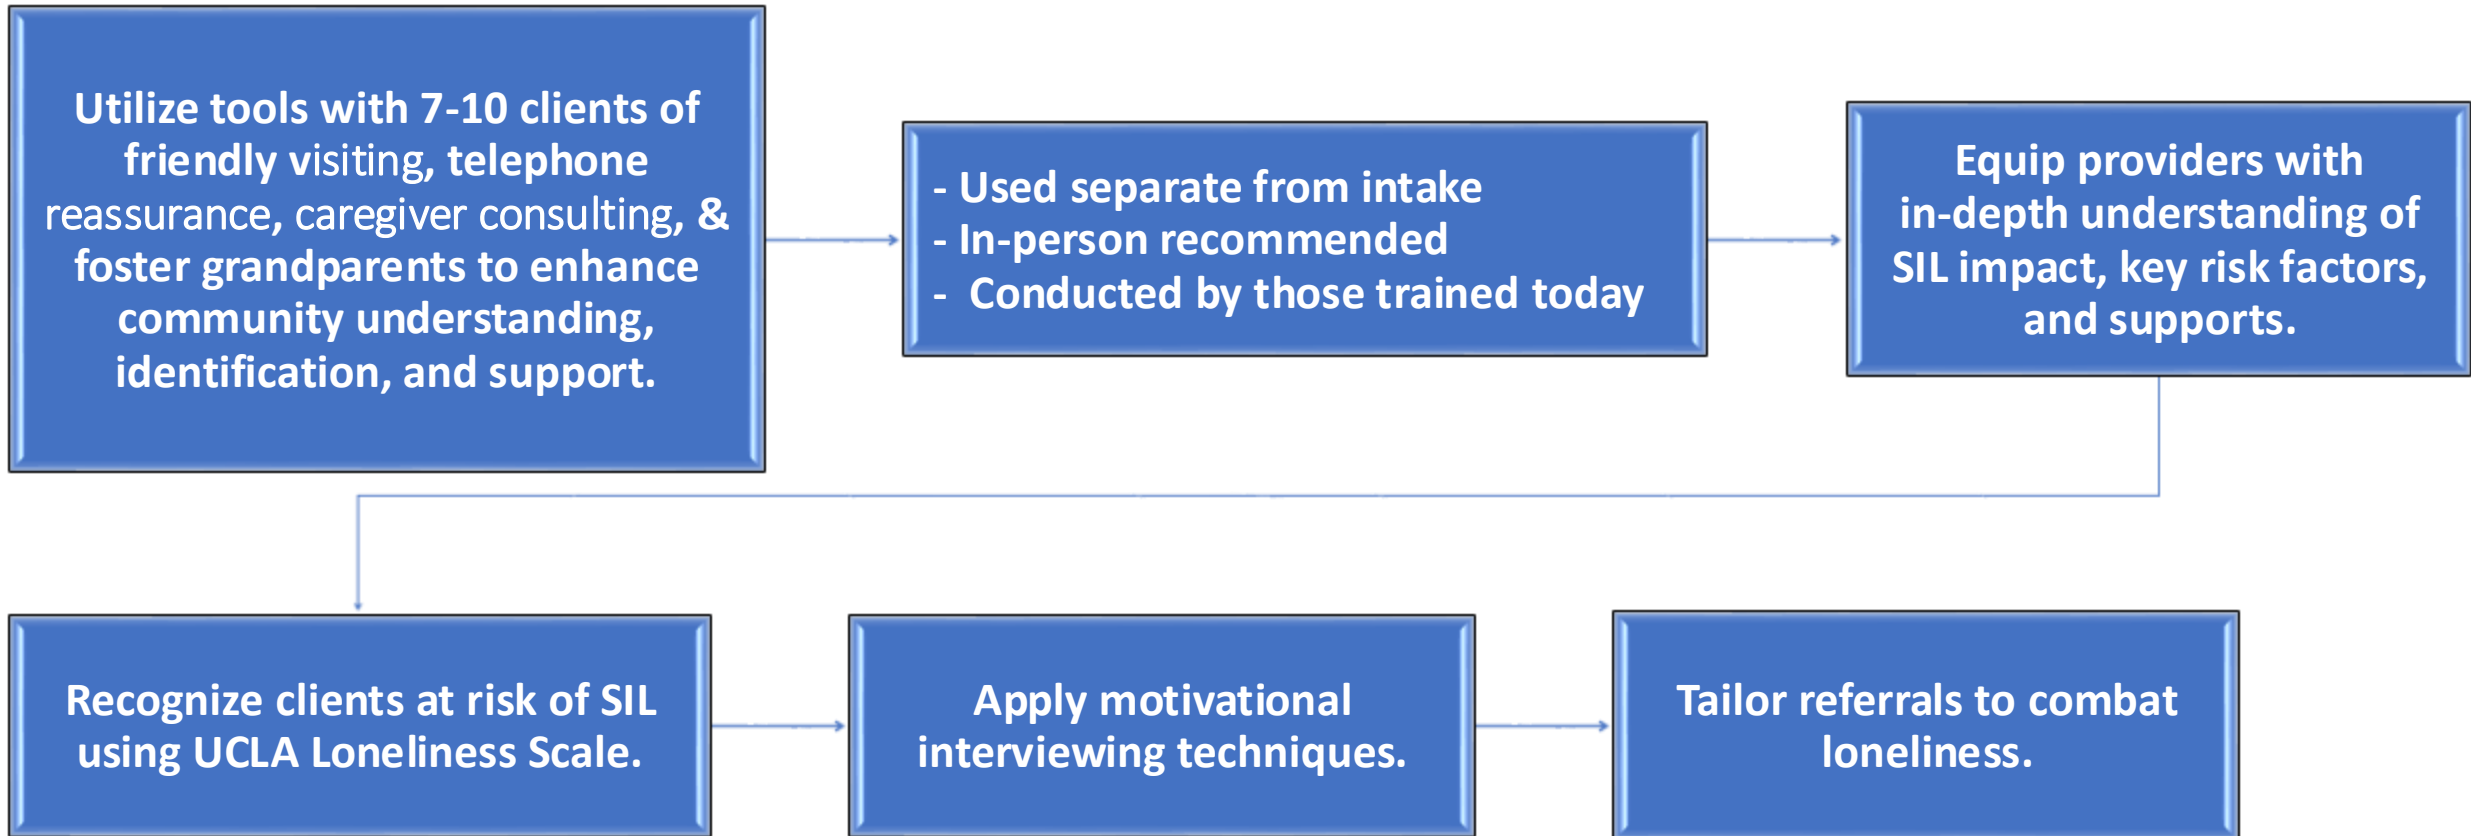 Utilize tools with 7-10 clients of
friendly visiting, telephone
reassurance, caregiver consulting, &
foster grandparents to enhance
community understanding,
identification, and support.
- Used separate from intake
- In-person recommended
- Conducted by those trained today
Equip providers with
in-depth understanding of
SIL impact, key risk factors,
and supports.
Recognize clients at risk of SIL
using UCLA Loneliness Scale.
Apply motivational
interviewing techniques.
Tailor referrals to combat
loneliness.